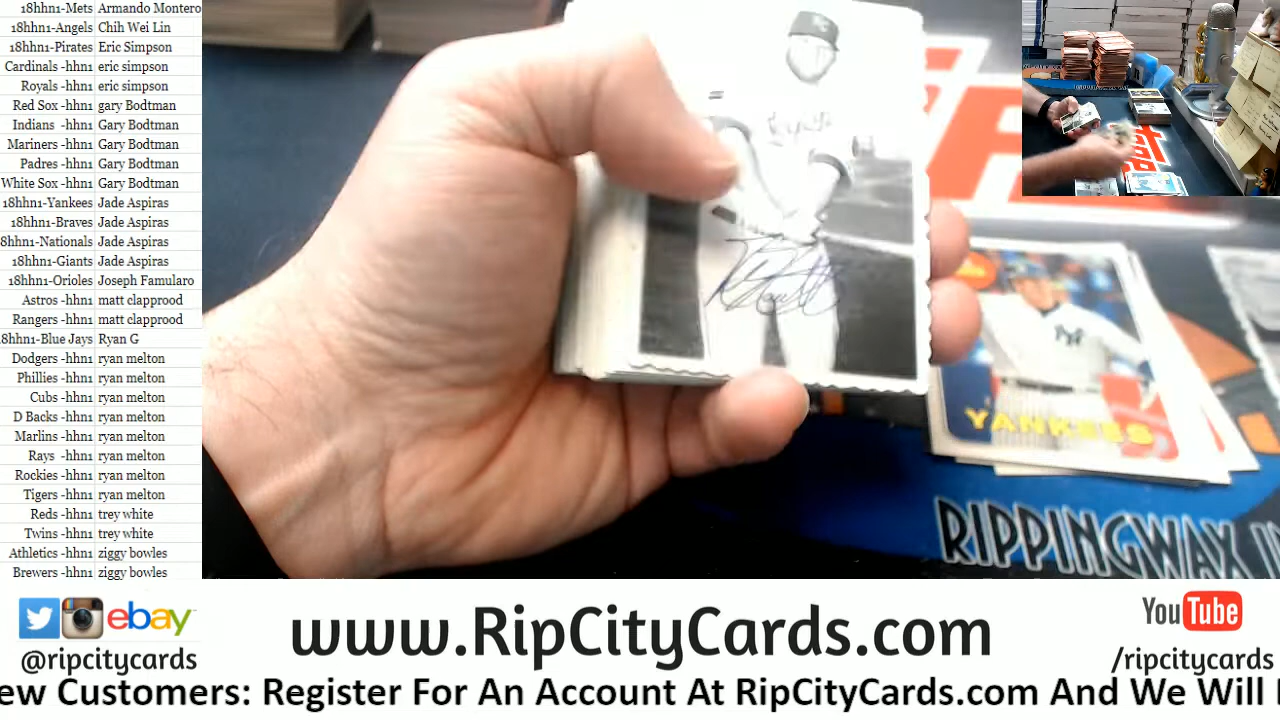 18hhn1-Mets Armando Montero
18hhn1-Angels Chih Wei Lin
18hhn1-Pirates Eric Simpson
Cardinals -hhn1 eric simpson
Royals -hhn1 eric simpson
Red Sox -hhn1 gary Bodtman
Indians -hhn1 Gary Bodtman
Mariners -hhn1 Gary Bodtman
Padres -hhn1 Gary Bodtman
White Sox -hhn1 Gary Bodtman
18hhn1-Yankees Jade Aspiras
18hhn1-Braves Jade Aspiras
8hhn1-Nationals Jade Aspiras
18hhn1-Giants Jade Aspiras
18hhn1-Orioles Joseph Famularo
Astros -hhn1 matt clapprood
Rangers -hhn1 matt clapprood
8hhn1-Blue Jays Ryan G
Dodgers -hhn1 ryan melton
Phillies -hhn1 ryan melton
Cubs -hhn1 ryan melton
D Backs -hhn1 ryan melton
Marlins -hhn1 ryan melton
Rays -hhn1 ryan melton
Rockies -hhn1 ryan melton
Tigers -hhn1 ryan melton
Reds -hhn1 trey white
Twins -hhn1 trey white
Athletics -hhn1 ziggy bowles
Brewers -hhn1 ziggy bowles
YANKEES
RIPPINGWAX
ebay
@ripcitycards
www.RipCityCards.com
YouTube
/ripcitycards
ew Customers: Register For An Account At RipCityCards.com And We Will